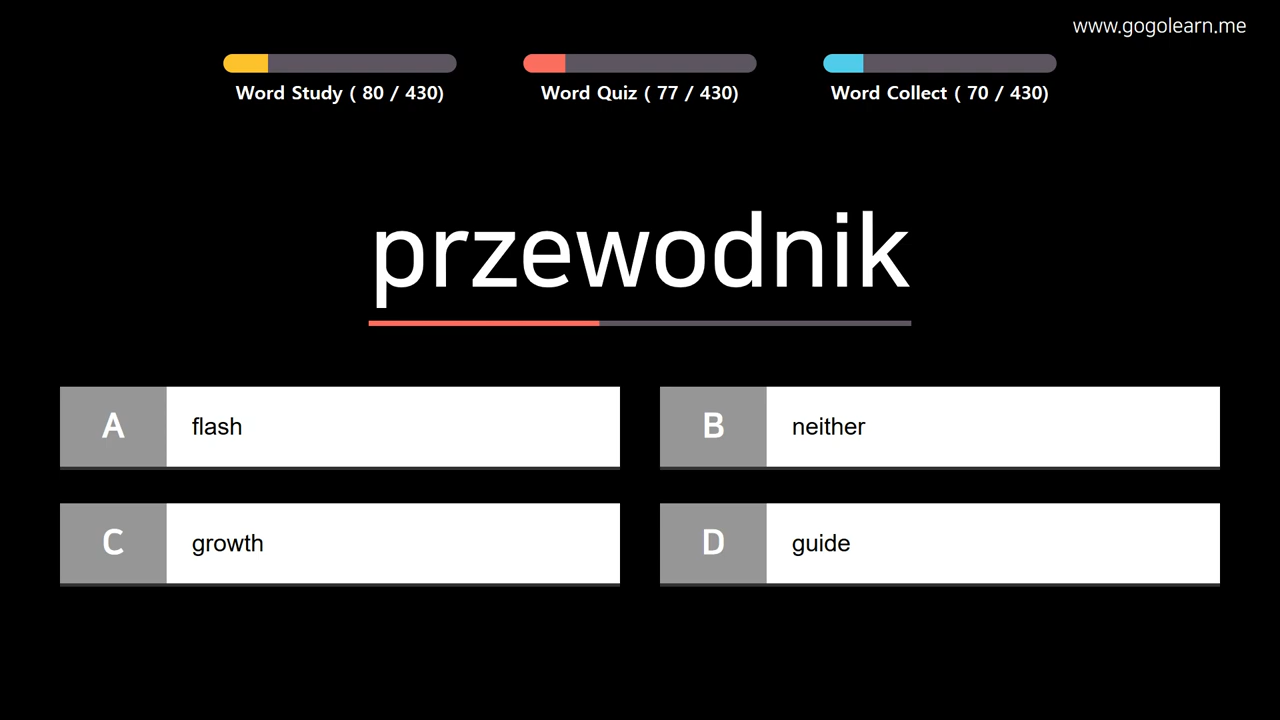 www.gogolearn.me
Word Study ( 80 / 430)
Word Quiz ( 77 / 430)
Word Collect ( 70 / 430)
przewodnik
A flash
B neither
C growth
D guide